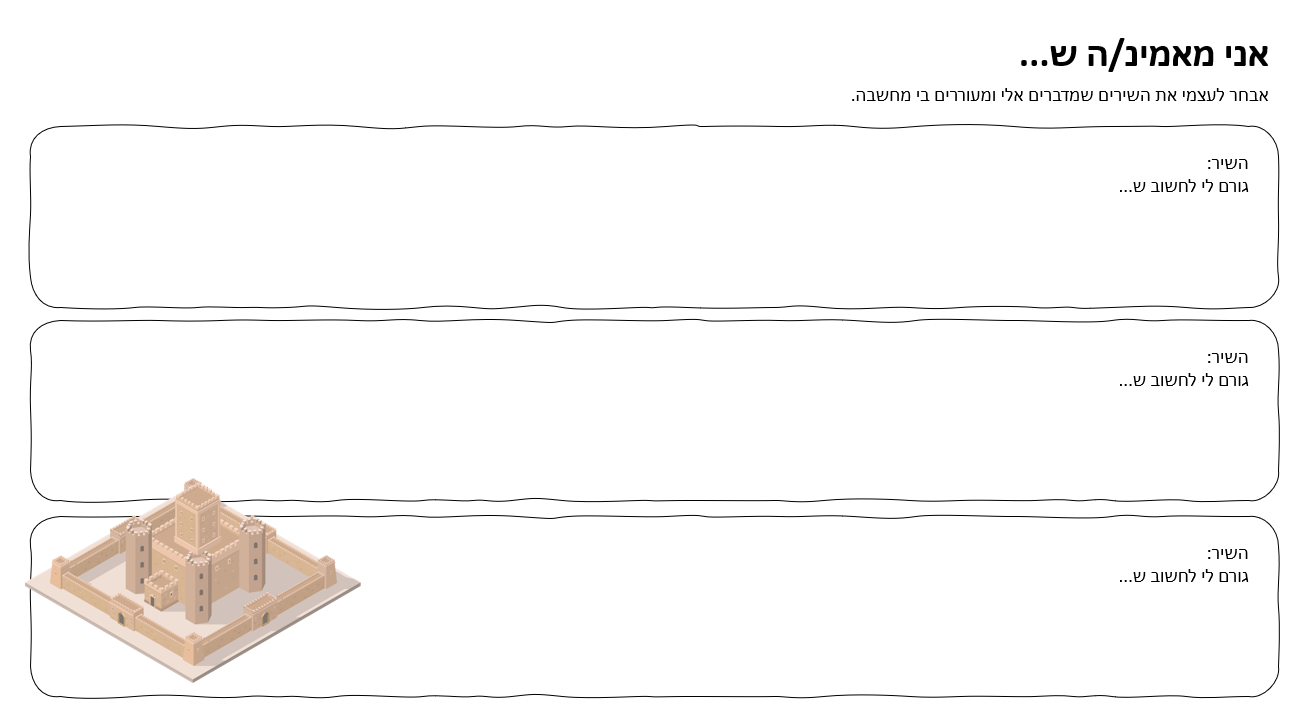 אני מאמינ/ה ש...
אבחר לעצמי את השירים שמדברים אלי ומעוררים בי מחשבה.
השיר:
גורם לי לחשוב ש...
השיר:
גורם לי לחשוב ש...
השיר:
גורם לי לחשוב ש...